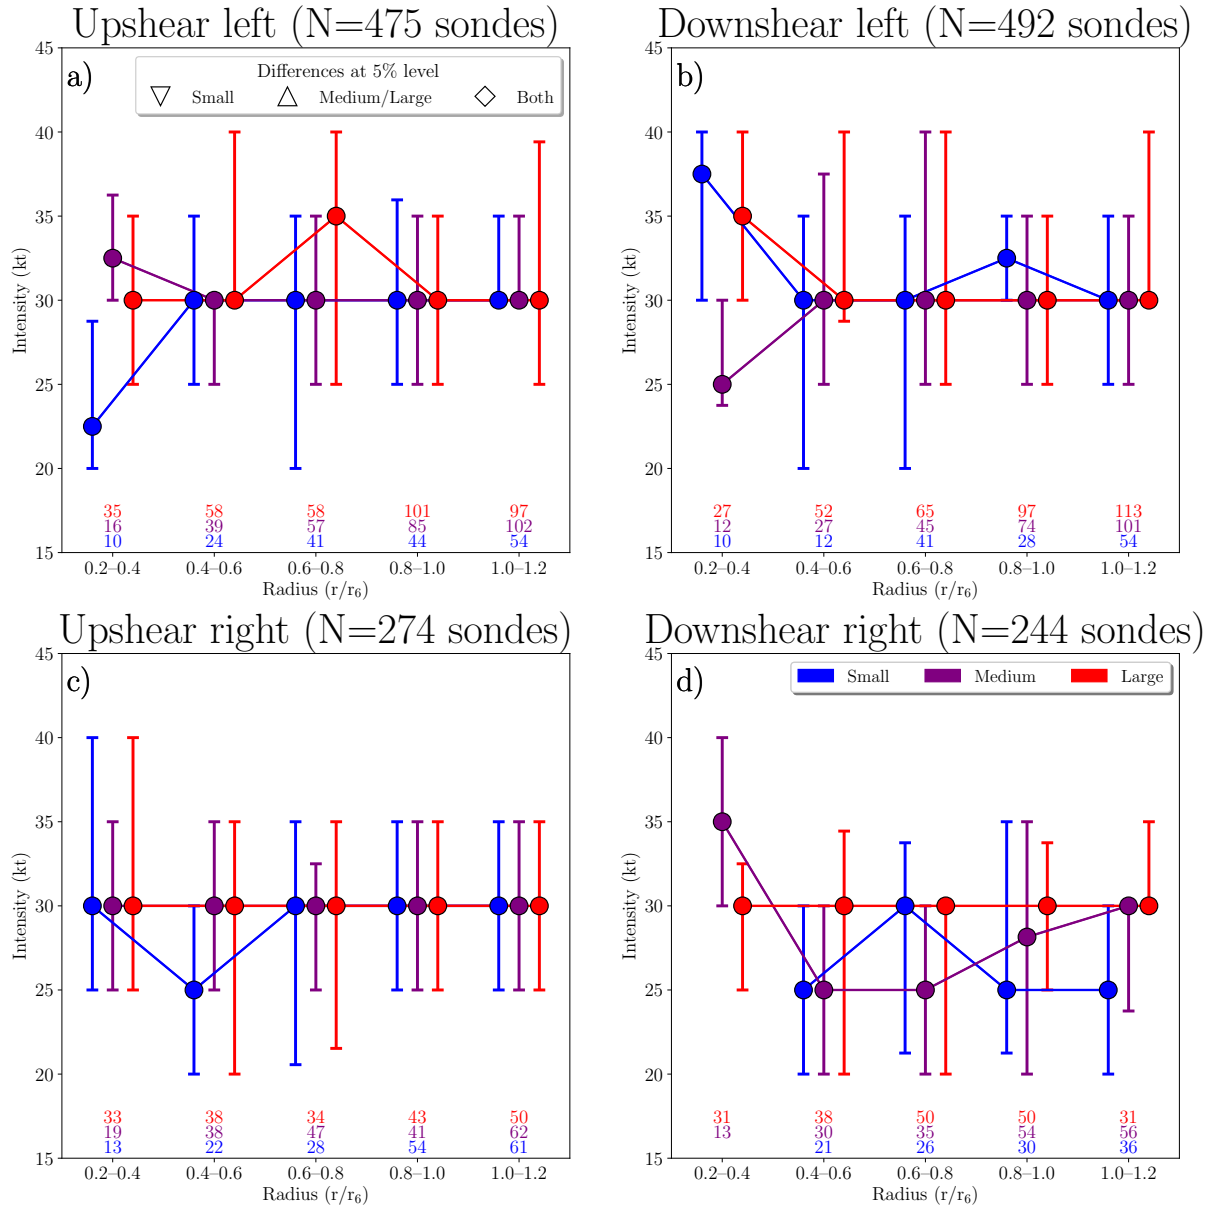 Upshear left (N=475 sondes)
a)
Differences at 5% level
Small
Medium/Large
Both
45
40
35
30
25
20
15
Intensity (kt)
35 58 58 101 97
16 39 57 85 102
10 24 41 44 54
0.2–0.4 0.4–0.6 0.6–0.8 0.8–1.0 1.0–1.2
Radius (r/r₆)
Downshear left (N=492 sondes)
b)
45
40
35
30
25
20
15
Intensity (kt)
27 52 65 97 113
12 27 45 74 101
10 12 41 28 54
0.2–0.4 0.4–0.6 0.6–0.8 0.8–1.0 1.0–1.2
Radius (r/r₆)
Upshear right (N=274 sondes)
c)
45
40
35
30
25
20
15
Intensity (kt)
33 38 34 43 50
19 38 47 41 62
13 22 28 54 61
0.2–0.4 0.4–0.6 0.6–0.8 0.8–1.0 1.0–1.2
Radius (r/r₆)
Downshear right (N=244 sondes)
d)
Small
Medium
Large
45
40
35
30
25
20
15
Intensity (kt)
31 38 50 50 31
13 30 35 54 56
21 26 30 36
0.2–0.4 0.4–0.6 0.6–0.8 0.8–1.0 1.0–1.2
Radius (r/r₆)